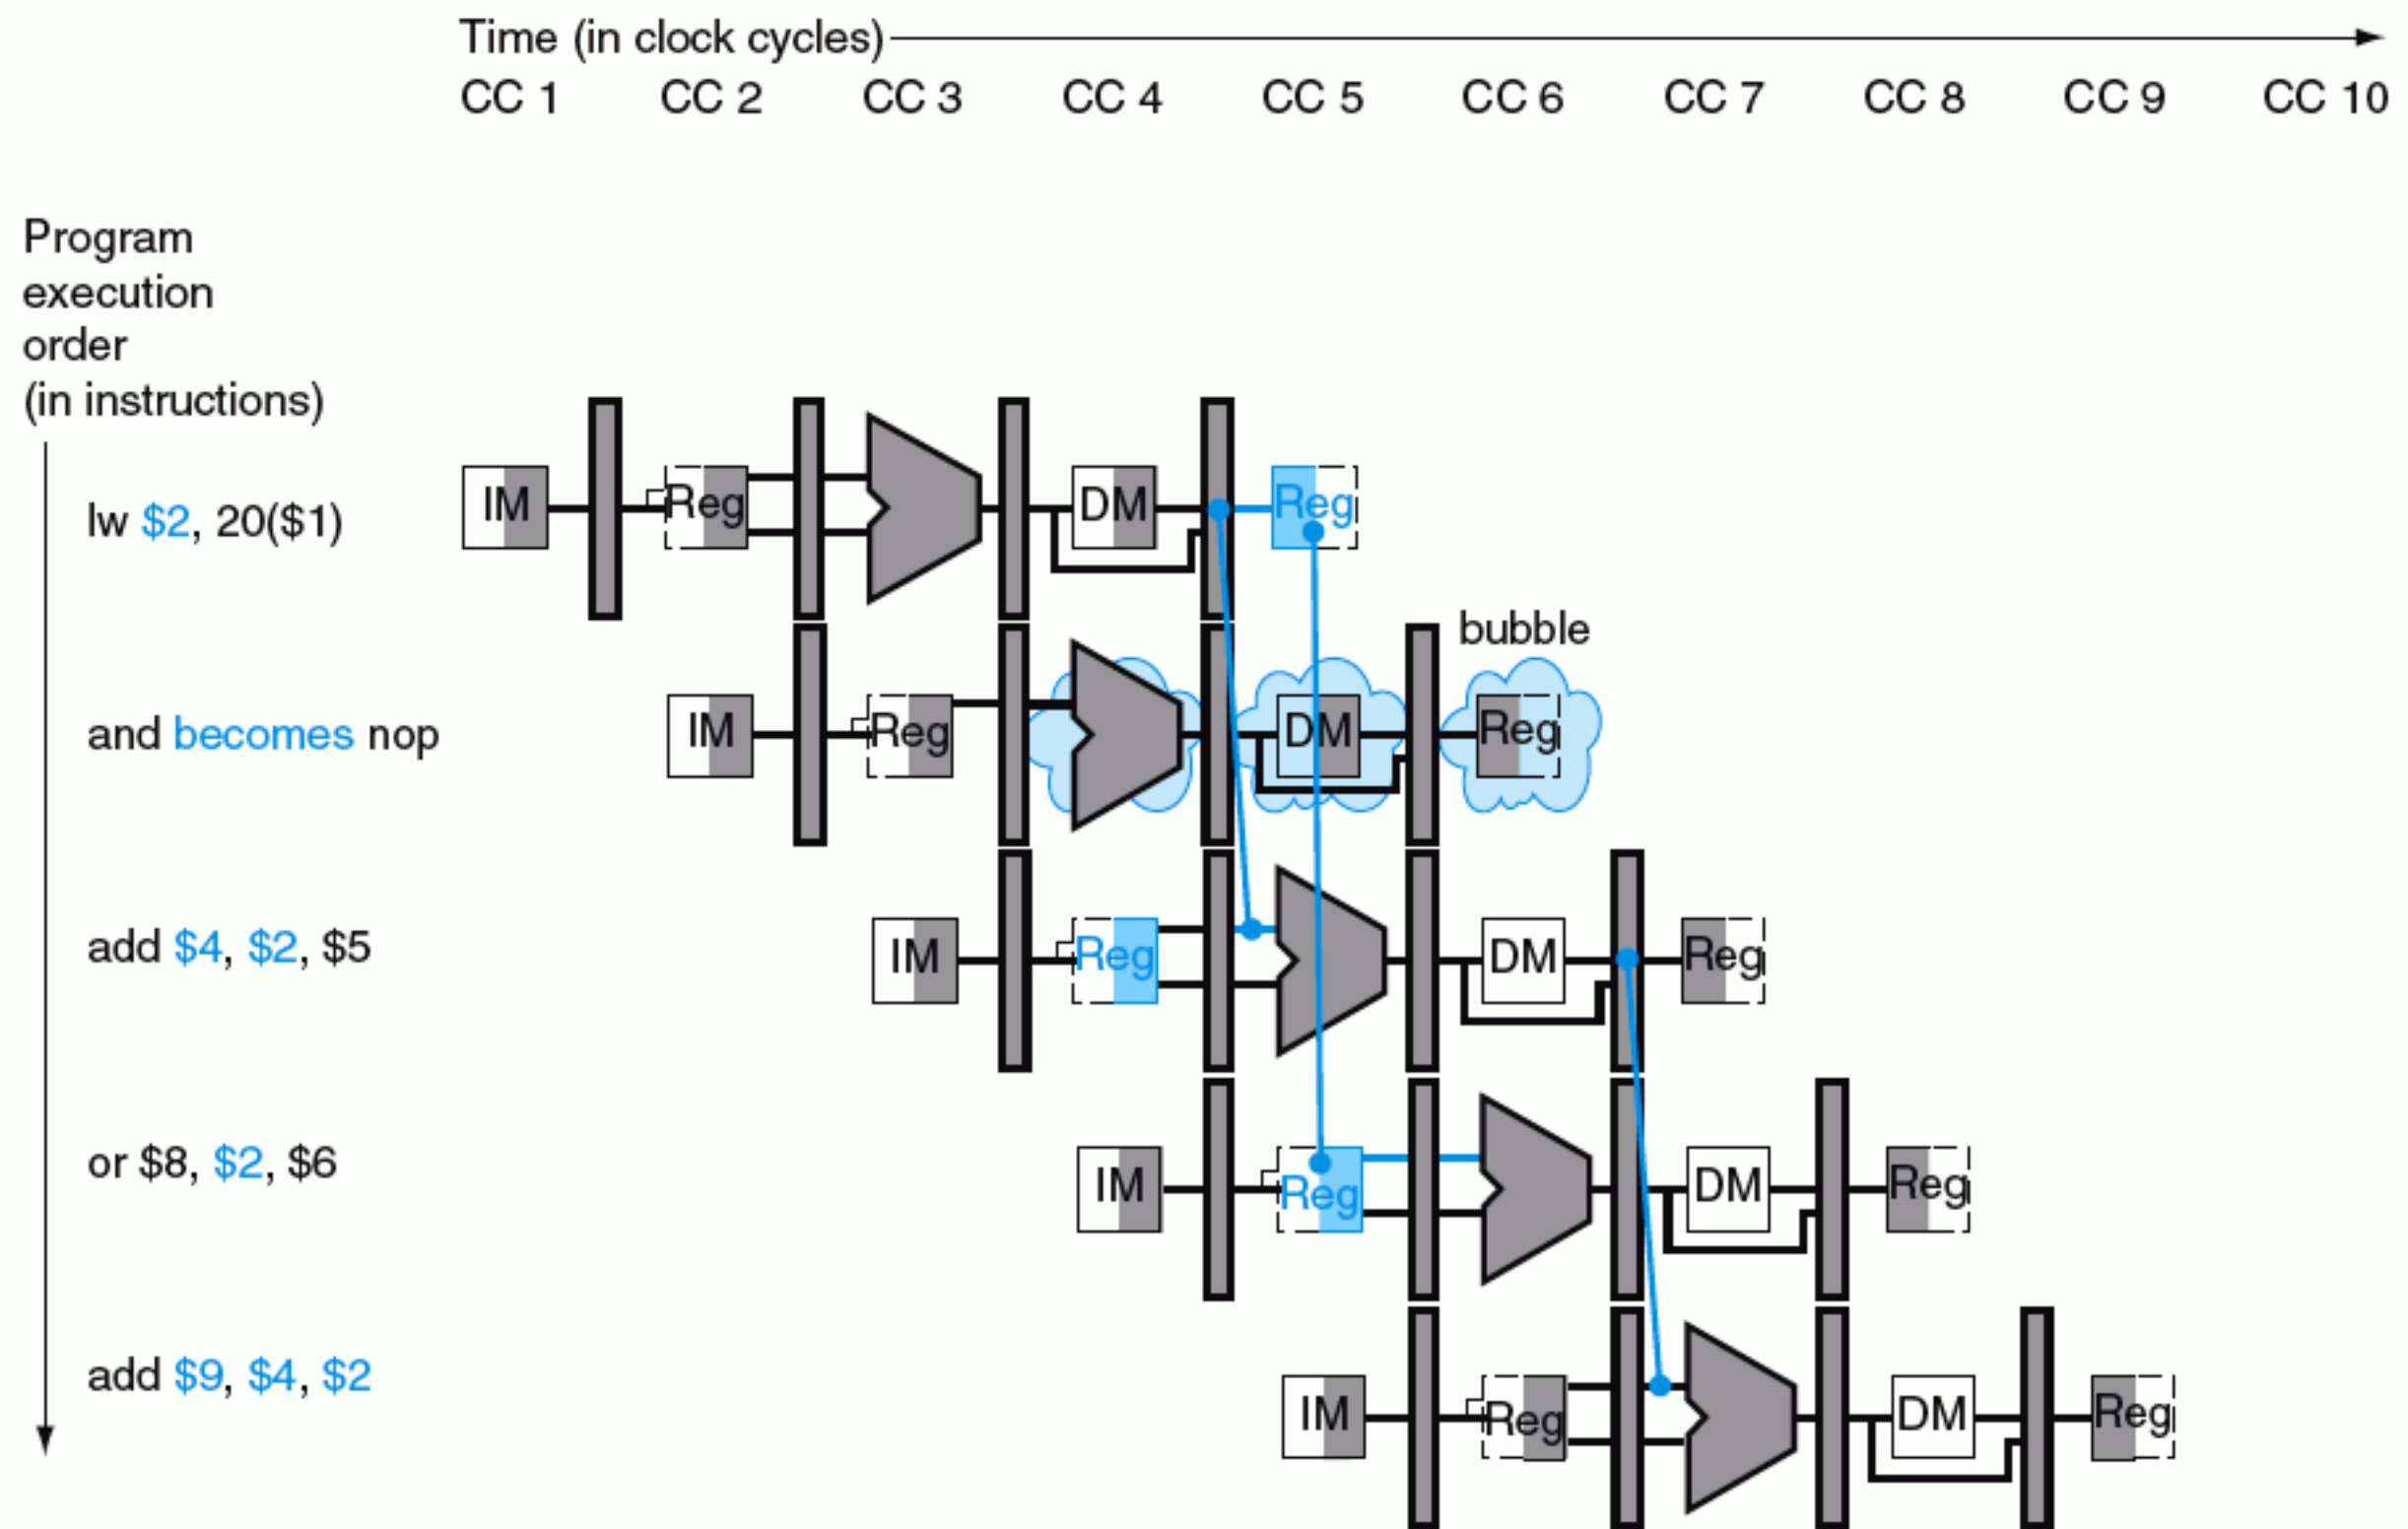 Time (in clock cycles)
CC 1 CC 2 CC 3 CC 4 CC 5 CC 6 CC 7 CC 8 CC 9 CC 10
Program
execution
order
(in instructions)
lw $2, 20($1)
IM Reg DM Reg
bubble
and becomes nop
IM Reg DM Reg
add $4, $2, $5
IM Reg DM Reg
or $8, $2, $6
IM Reg DM Reg
add $9, $4, $2
IM Reg DM Reg